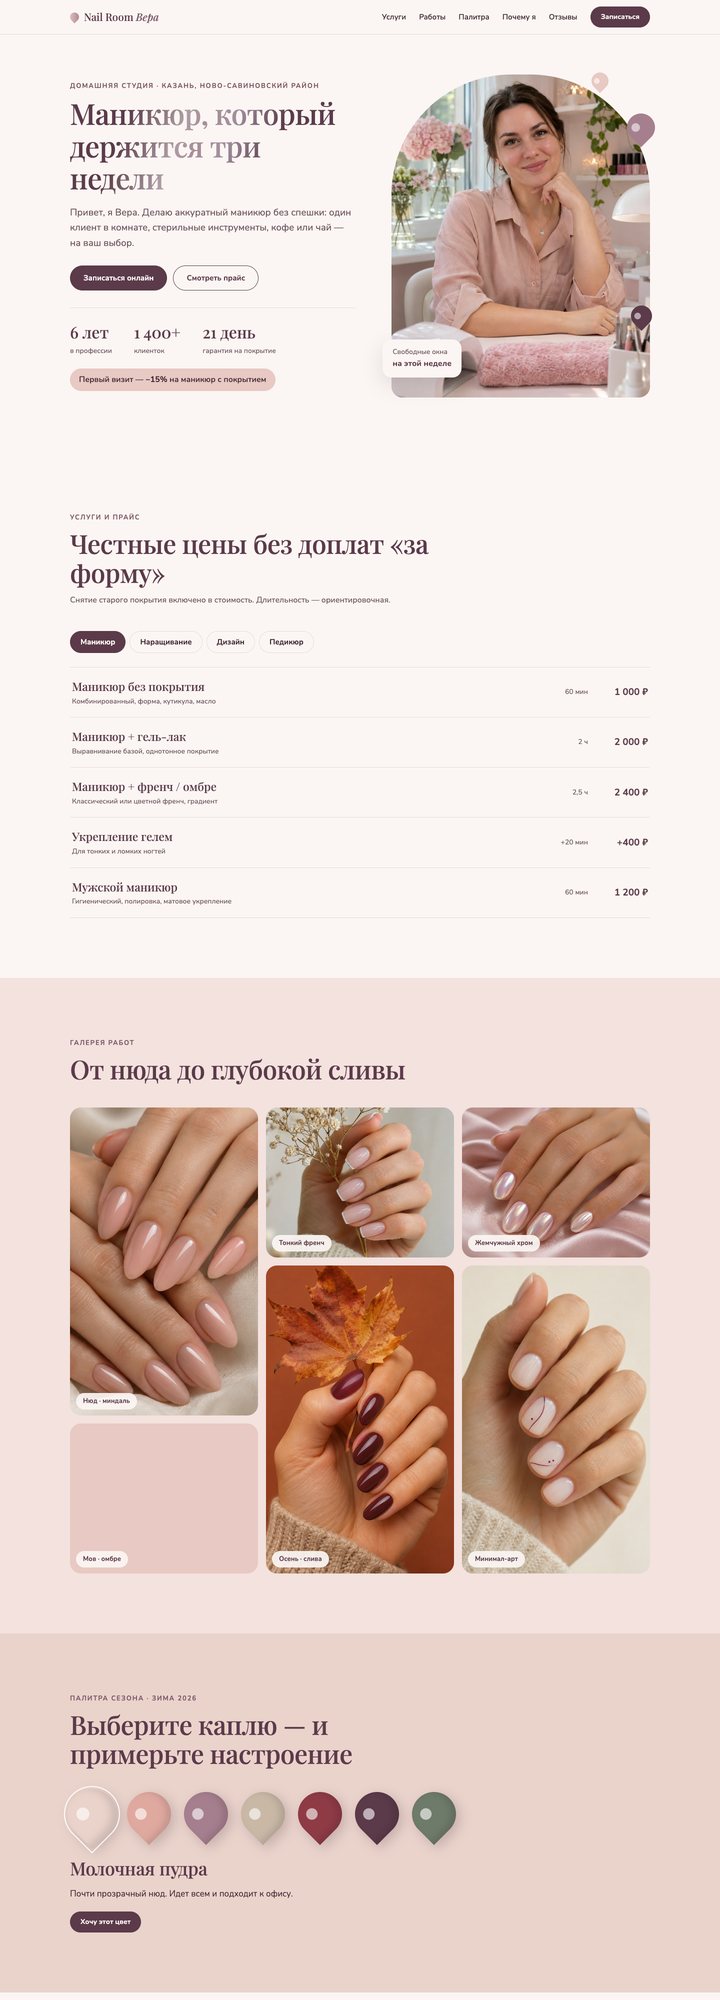 Nail Room Вера
Услуги Работы Палитра Почему я Отзывы Записаться
ДОМАШНЯЯ СТУДИЯ · КАЗАНЬ, НОВО-САВИНОВСКИЙ РАЙОН
Маникюр, который
держится три
недели
Привет, я Вера. Делаю аккуратный маникюр без спешки: один
клиент в комнате, стерильные инструменты, кофе или чай —
на ваш выбор.
Записаться онлайн Смотреть прайс
6 лет 1 400+ 21 день
в профессии клиенток гарантия на покрытие
Первый визит — −15% на маникюр с покрытием
Свободные окна
на этой неделе
УСЛУГИ И ПРАЙС
Честные цены без доплат «за
форму»
Снятие старого покрытия включено в стоимость. Длительность — ориентировочная.
Маникюр Наращивание Дизайн Педикюр
Маникюр без покрытия 60 мин 1 000 ₽
Комбинированный, форма, кутикула, масло
Маникюр + гель-лак 2 ч 2 000 ₽
Выравнивание базой, однотонное покрытие
Маникюр + френч / омбре 2,5 ч 2 400 ₽
Классический или цветной френч, градиент
Укрепление гелем +20 мин +400 ₽
Для тонких и ломких ногтей
Мужской маникюр 60 мин 1 200 ₽
Гигиенический, полировка, матовое укрепление
ГАЛЕРЕЯ РАБОТ
От нюда до глубокой сливы
Тонкий френч Жемчужный хром
Нюд · миндаль
Мов · омбре Осень · слива Минимал-арт
ПАЛИТРА СЕЗОНА · ЗИМА 2026
Выберите каплю — и
примерьте настроение
Молочная пудра
Почти прозрачный нюд. Идет всем и подходит к офису.
Хочу этот цвет